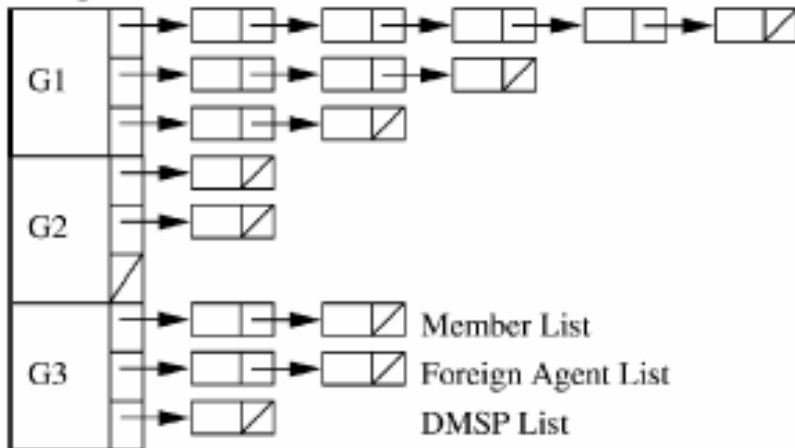 G1
G2
G3
Member List
Foreign Agent List
DMSP List